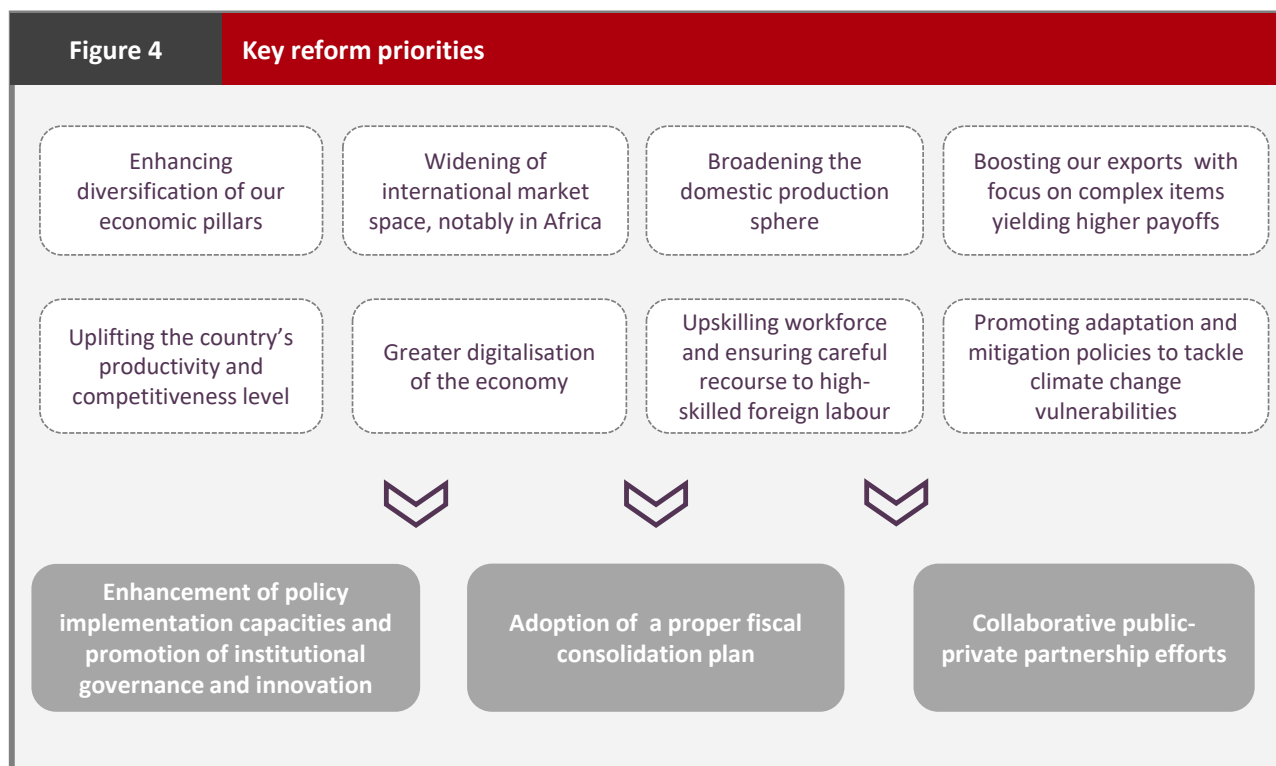 Figure 4
Key reform priorities
Enhancing
diversification of our
economic pillars
Widening of
international market
space, notably in Africa
Broadening the
domestic production
sphere
Boosting our exports  with
focus on complex items
yielding higher payoffs
Uplifting the country’s
productivity and
competitiveness level
Greater digitalisation
of the economy
Upskilling workforce
and ensuring careful
recourse to high-
skilled foreign labour
Promoting adaptation and
mitigation policies to tackle
climate change
vulnerabilities
Enhancement of policy
implementation capacities and
promotion of institutional
governance and innovation
Adoption of  a proper fiscal
consolidation plan
Collaborative public-
private partnership efforts